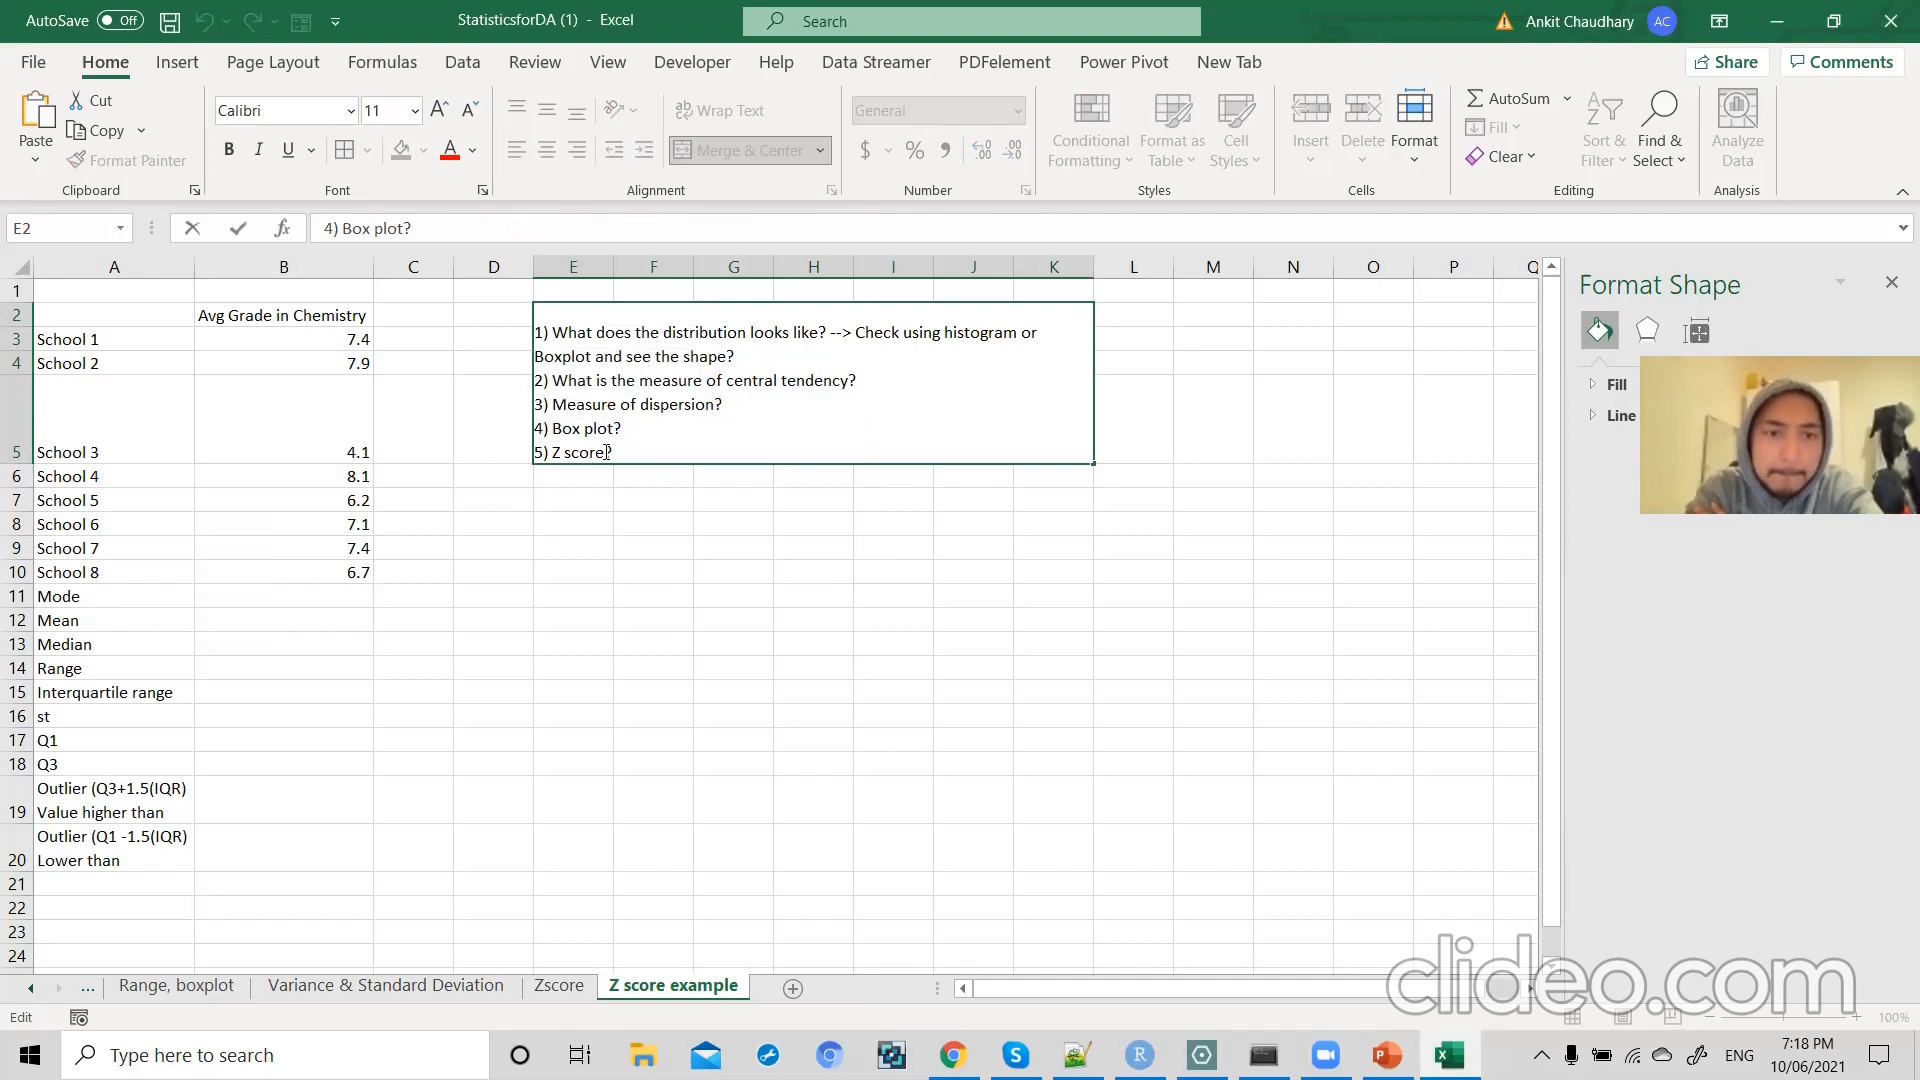 AutoSave Off
StatisticsforDA (1) - Excel
Search
Ankit Chaudhary AC
File Home Insert Page Layout Formulas Data Review View Developer Help Data Streamer PDFelement Power Pivot New Tab
Share Comments
Paste
Cut
Copy
Format Painter
Clipboard
Calibri 11
B I U
Font
Wrap Text
Merge & Center
Alignment
General
$ %
Number
Conditional Formatting
Format as Table
Cell Styles
Styles
Insert Delete Format
Cells
AutoSum
Fill
Clear
Sort & Filter
Find & Select
Editing
Analyze Data
Analysis
E2
fx
4) Box plot?
A B C D E F G H I J K L M N O P Q
1
2 Avg Grade in Chemistry
3 School 1 7.4
4 School 2 7.9
5 School 3 4.1
6 School 4 8.1
7 School 5 6.2
8 School 6 7.1
9 School 7 7.4
10 School 8 6.7
11 Mode
12 Mean
13 Median
14 Range
15 Interquartile range
16 st
17 Q1
18 Q3
Outlier (Q3+1.5(IQR)
19 Value higher than
Outlier (Q1 -1.5(IQR)
20 Lower than
21
22
23
24
1) What does the distribution looks like? --> Check using histogram or
Boxplot and see the shape?
2) What is the measure of central tendency?
3) Measure of dispersion?
4) Box plot?
5) Z score?
Format Shape
Fill
Line
... Range, boxplot Variance & Standard Deviation Zscore Z score example
clideo.com
Edit
100%
Type here to search
ENG
7:18 PM
10/06/2021